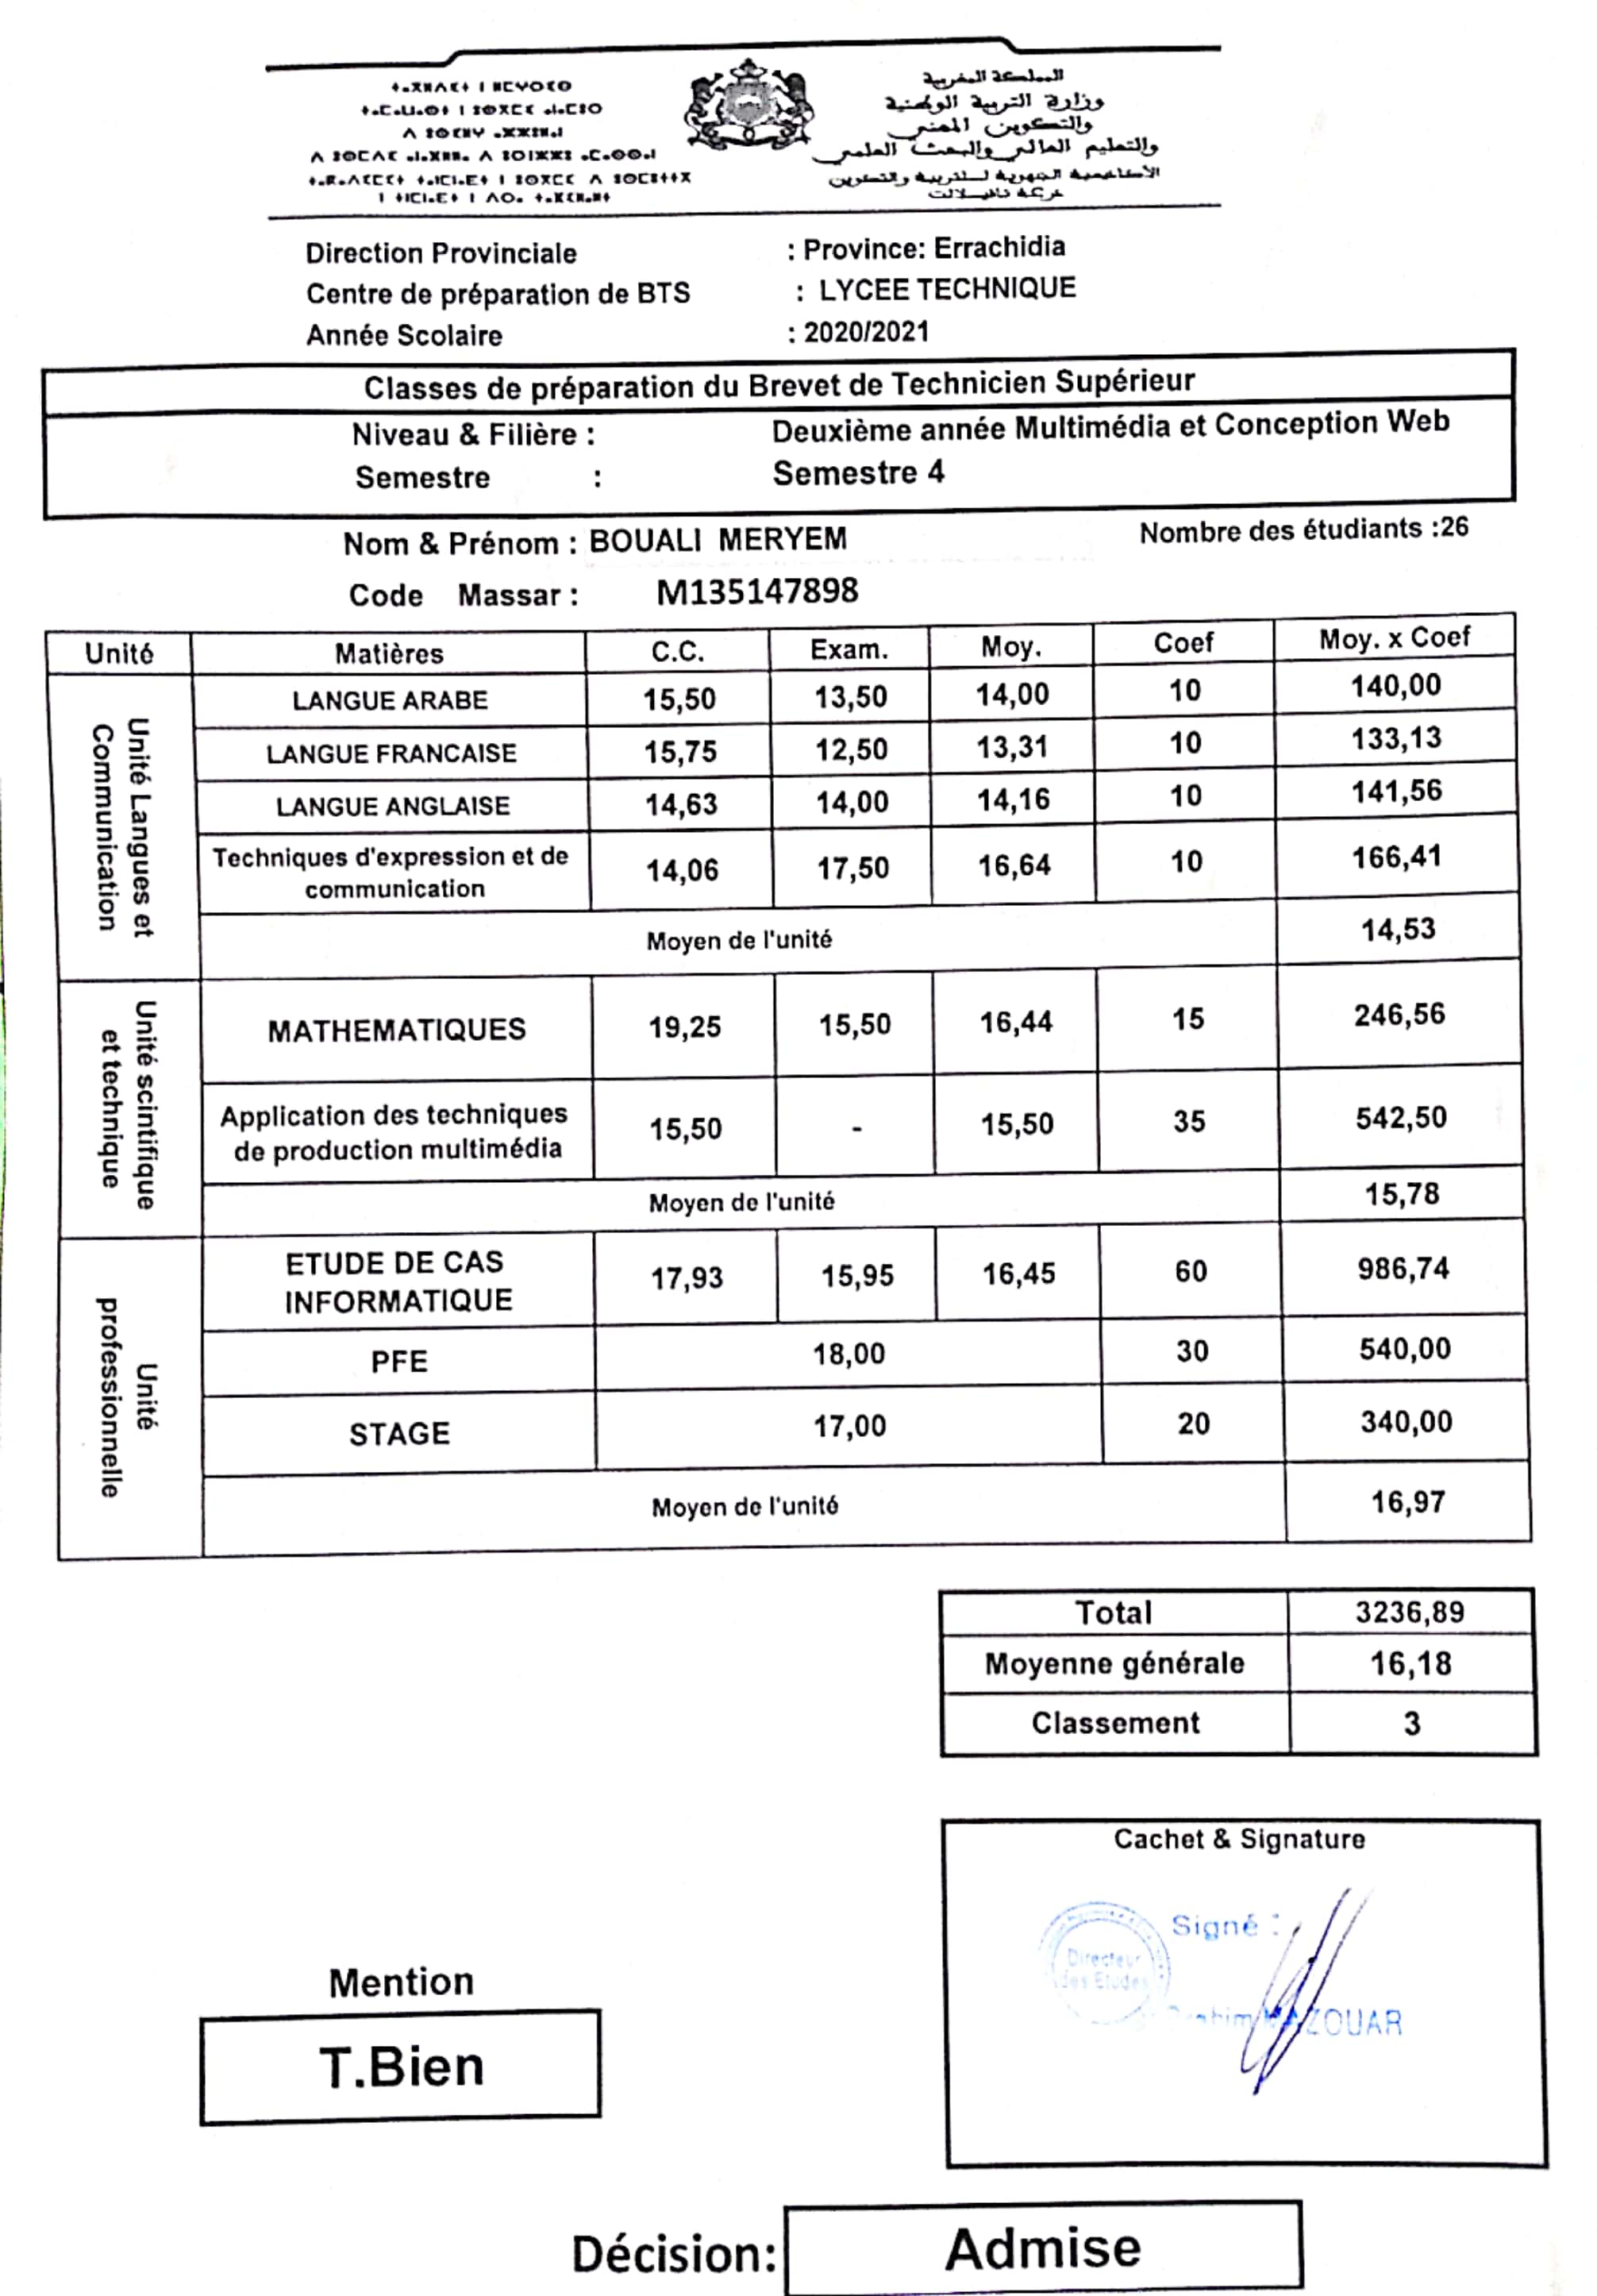 ⵜⴰⴳⵍⴷⵉⵜ ⵏ ⵍⵎⵖⵔⵉⴱ
المملكة المغربية
وزارة التربية الوطنية
والتكوين المهني
والتعليم العالي والبحث العلمي
الأكاديمية الجهوية للتربية والتكوين
درعة تافيلالت
Direction Provinciale : Province: Errachidia
Centre de préparation de BTS : LYCEE TECHNIQUE
Année Scolaire : 2020/2021
Classes de préparation du Brevet de Technicien Supérieur
Niveau & Filière : Deuxième année Multimédia et Conception Web
Semestre : Semestre 4
Nom & Prénom : BOUALI MERYEM Nombre des étudiants :26
Code Massar : M135147898
Unité Matières C.C. Exam. Moy. Coef Moy. x Coef
Unité Langues et
Communication
LANGUE ARABE 15,50 13,50 14,00 10 140,00
LANGUE FRANCAISE 15,75 12,50 13,31 10 133,13
LANGUE ANGLAISE 14,63 14,00 14,16 10 141,56
Techniques d'expression et de
communication 14,06 17,50 16,64 10 166,41
Moyen de l'unité 14,53
Unité scintifique
et technique
MATHEMATIQUES 19,25 15,50 16,44 15 246,56
Application des techniques
de production multimédia 15,50 - 15,50 35 542,50
Moyen de l'unité 15,78
Unité
professionnelle
ETUDE DE CAS
INFORMATIQUE 17,93 15,95 16,45 60 986,74
PFE 18,00 30 540,00
STAGE 17,00 20 340,00
Moyen de l'unité 16,97
Total 3236,89
Moyenne générale 16,18
Classement 3
Cachet & Signature
Signé :
Directeur
des Etudes
MAZOUAR
Mention
T.Bien
Décision: Admise